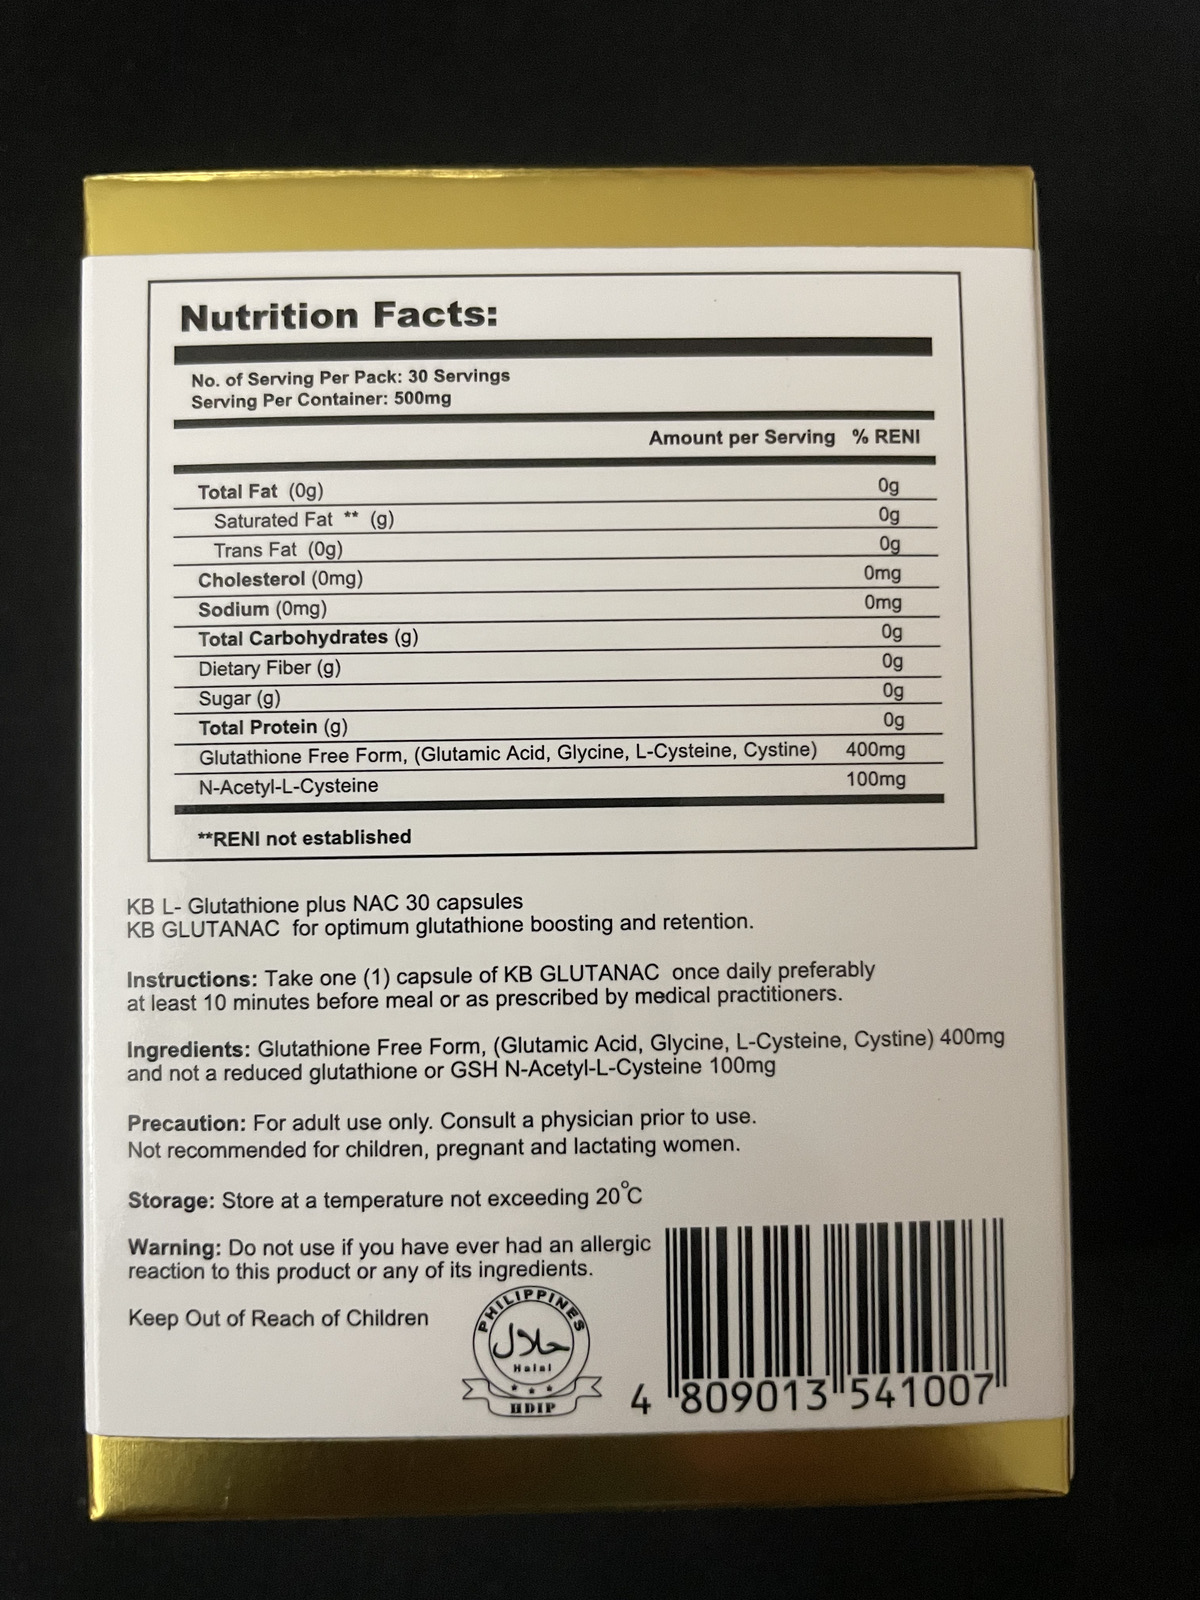 Nutrition Facts:
No. of Serving Per Pack: 30 Servings
Serving Per Container: 500mg
Amount per Serving % RENI
Total Fat (0g) 0g
Saturated Fat ** (g) 0g
Trans Fat (0g) 0g
Cholesterol (0mg) 0mg
Sodium (0mg) 0mg
Total Carbohydrates (g) 0g
Dietary Fiber (g) 0g
Sugar (g) 0g
Total Protein (g) 0g
Glutathione Free Form, (Glutamic Acid, Glycine, L-Cysteine, Cystine) 400mg
N-Acetyl-L-Cysteine 100mg
**RENI not established
KB L- Glutathione plus NAC 30 capsules
KB GLUTANAC for optimum glutathione boosting and retention.
Instructions: Take one (1) capsule of KB GLUTANAC once daily preferably
at least 10 minutes before meal or as prescribed by medical practitioners.
Ingredients: Glutathione Free Form, (Glutamic Acid, Glycine, L-Cysteine, Cystine) 400mg
and not a reduced glutathione or GSH N-Acetyl-L-Cysteine 100mg
Precaution: For adult use only. Consult a physician prior to use.
Not recommended for children, pregnant and lactating women.
Storage: Store at a temperature not exceeding 20°C
Warning: Do not use if you have ever had an allergic
reaction to this product or any of its ingredients.
Keep Out of Reach of Children
PHILIPPINES
حلال
Halal
HDIP
4 809013 541007